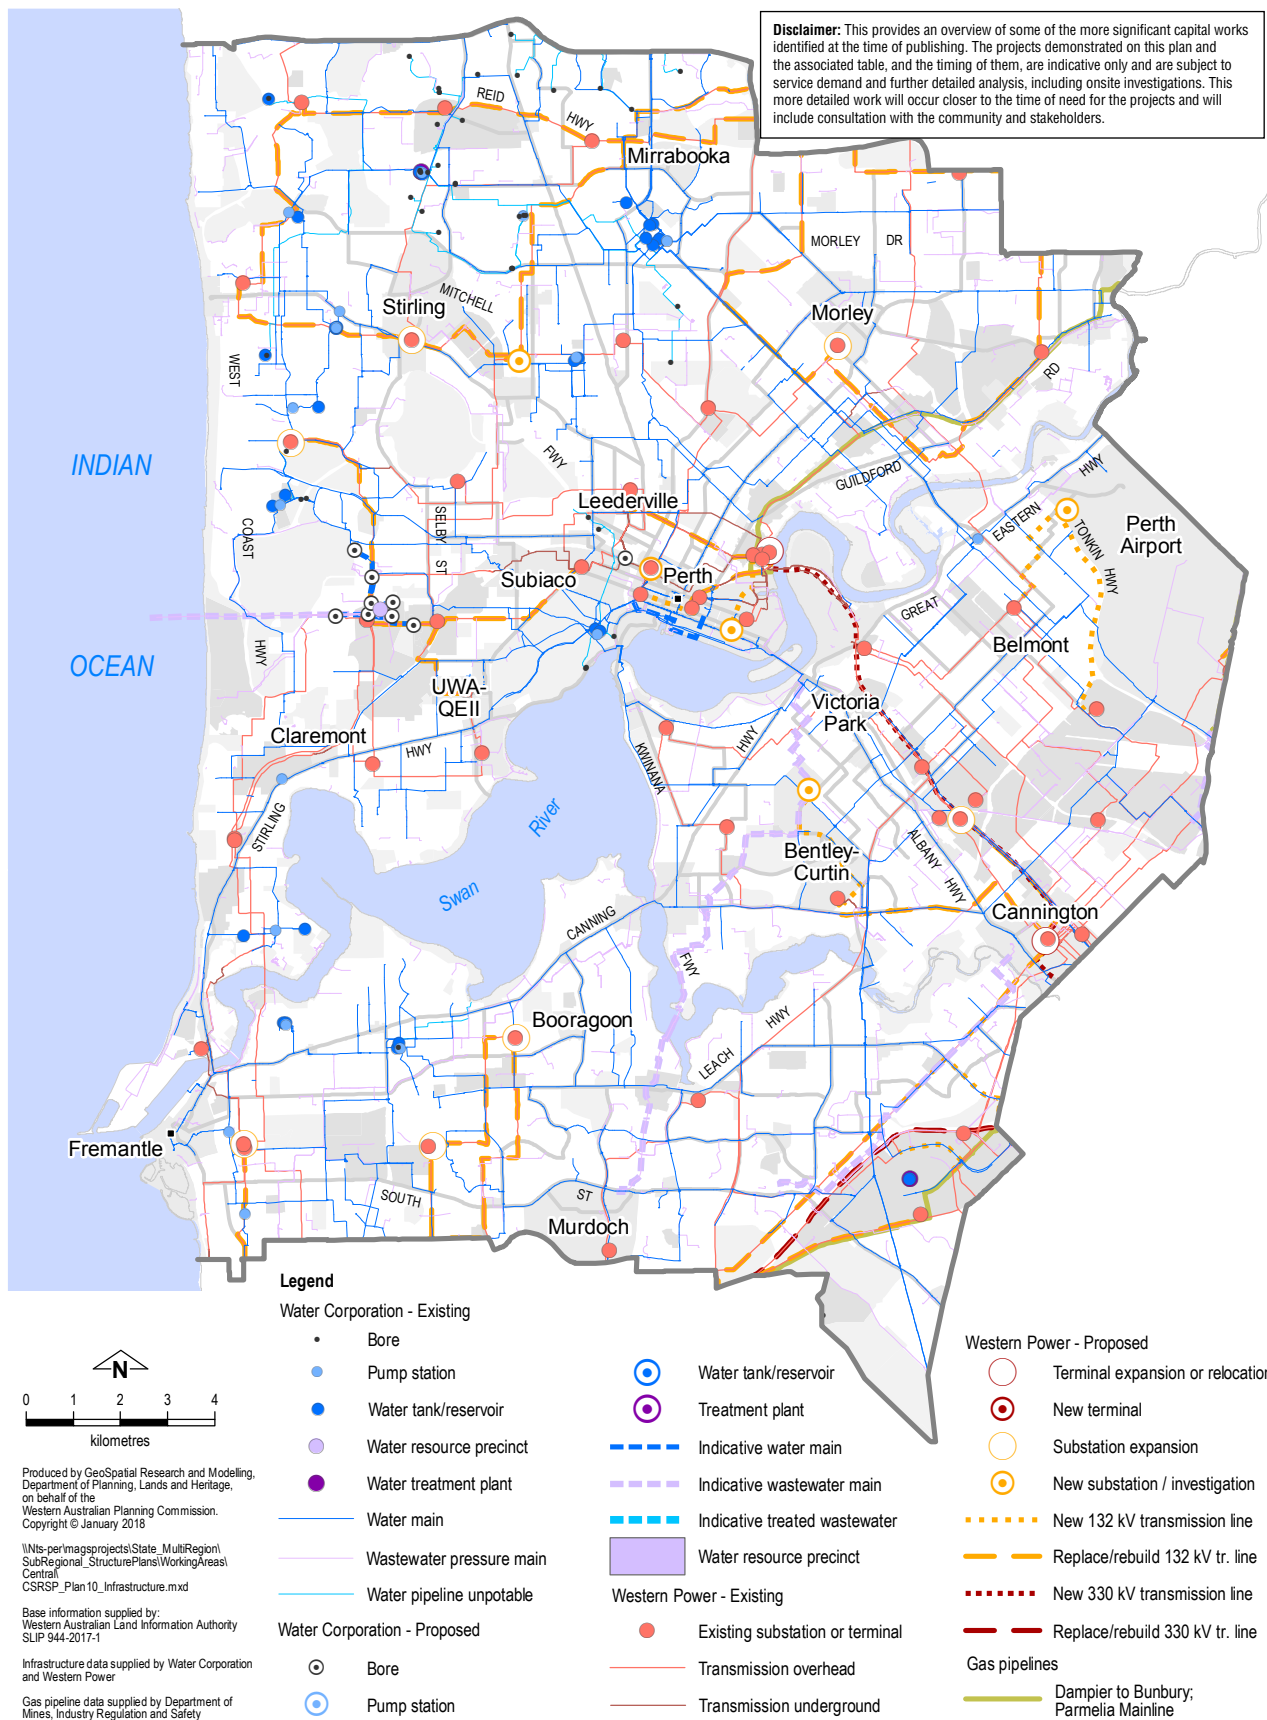 Disclaimer: This provides an overview of some of the more significant capital works
identified at the time of publishing. The projects demonstrated on this plan and
the associated table, and the timing of them, are indicative only and are subject to
service demand and further detailed analysis, including onsite investigations. This
more detailed work will occur closer to the time of need for the projects and will
include consultation with the community and stakeholders.
REID
HWY
Mirrabooka
MORLEY
DR
MITCHELL
Stirling
Morley
WEST
RD
INDIAN
FWY
GUILDFORD
HWY
Leederville
EASTERN
Perth
Airport
COAST
SELBY
ST
TONKIN
HWY
Subiaco
Perth
GREAT
Belmont
HWY
OCEAN
UWA-
QEII
Victoria
Park
Claremont
HWY
KWINANA
HWY
STIRLING
River
ALBANY
HWY
Bentley-
Curtin
Swan
CANNING
Cannington
FWY
Booragoon
HWY
LEACH
Fremantle
SOUTH
ST
Murdoch
Legend
Water Corporation - Existing
Bore
Pump station
Water tank/reservoir
Water resource precinct
Water treatment plant
Water main
Wastewater pressure main
Water pipeline unpotable
Water Corporation - Proposed
Bore
Pump station
Water tank/reservoir
Treatment plant
Indicative water main
Indicative wastewater main
Indicative treated wastewater
Water resource precinct
Western Power - Existing
Existing substation or terminal
Transmission overhead
Transmission underground
Western Power - Proposed
Terminal expansion or relocation
New terminal
Substation expansion
New substation / investigation
New 132 kV transmission line
Replace/rebuild 132 kV tr. line
New 330 kV transmission line
Replace/rebuild 330 kV tr. line
Gas pipelines
Dampier to Bunbury;
Parmelia Mainline
N
0 1 2 3 4
kilometres
Produced by GeoSpatial Research and Modelling,
Department of Planning, Lands and Heritage,
on behalf of the
Western Australian Planning Commission.
Copyright © January 2018
\\Nts-per\magsprojects\State_MultiRegion\
SubRegional_StructurePlans\WorkingAreas\
Central\
CSRSP_Plan10_Infrastructure.mxd
Base information supplied by:
Western Australian Land Information Authority
SLIP 944-2017-1
Infrastructure data supplied by Water Corporation
and Western Power
Gas pipeline data supplied by Department of
Mines, Industry Regulation and Safety